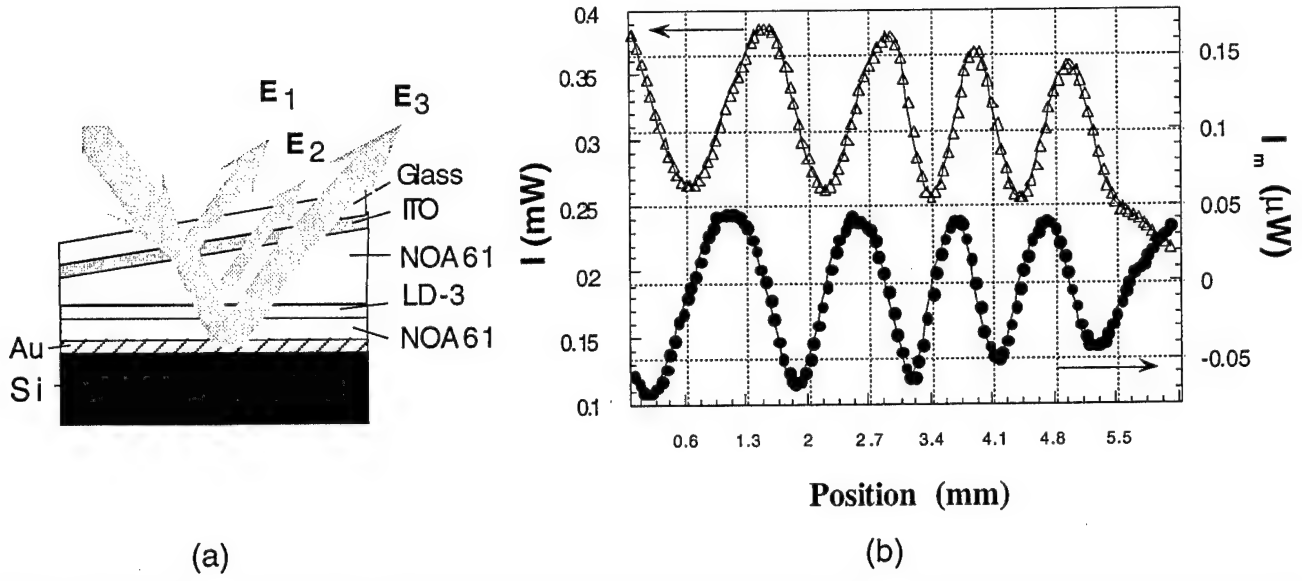 E1
E3
E2
Glass
ITO
NOA61
LD-3
NOA61
Au
Si
(a)
0.4
0.35
0.3
0.25
0.2
0.15
0.1
I (mW)
0.15
0.1
0.05
0
-0.05
I m (μW)
0.6 1.3 2 2.7 3.4 4.1 4.8 5.5
Position (mm)
(b)